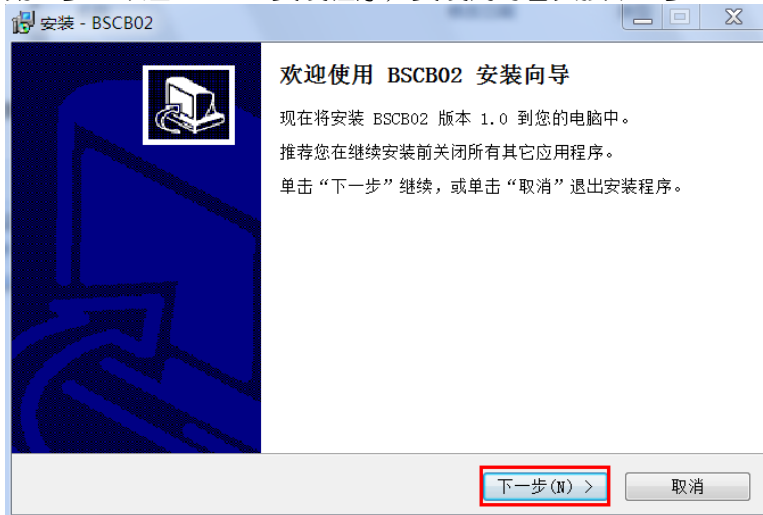 安装 - BSCB02
欢迎使用 BSCB02 安装向导
现在将安装 BSCB02 版本 1.0 到您的电脑中。
推荐您在继续安装前关闭所有其它应用程序。
单击“下一步”继续，或单击“取消”退出安装程序。
下一步(N) >
取消